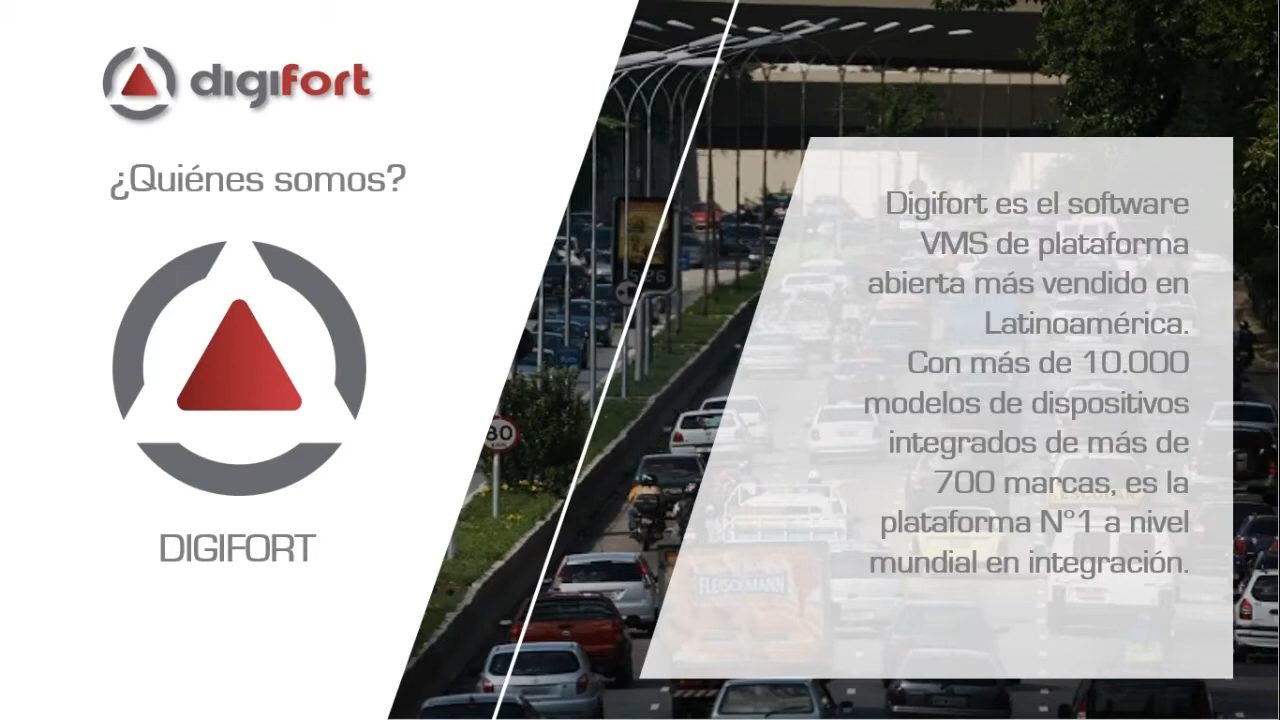 digifort
¿Quiénes somos?
DIGIFORT
Digifort es el software
VMS de plataforma
abierta más vendido en
Latinoamérica.
Con más de 10.000
modelos de dispositivos
integrados de más de
700 marcas, es la
plataforma N°1 a nivel
mundial en integración.
80
ESCOLAR
FLEISCHMANN